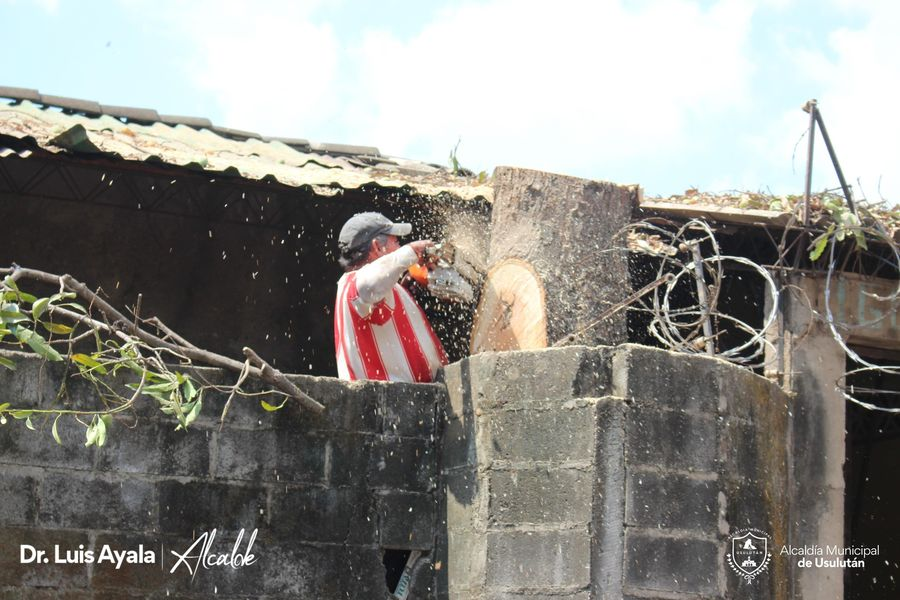 Dr. Luis Ayala | Alcalde
Alcaldía Municipal
de Usulután